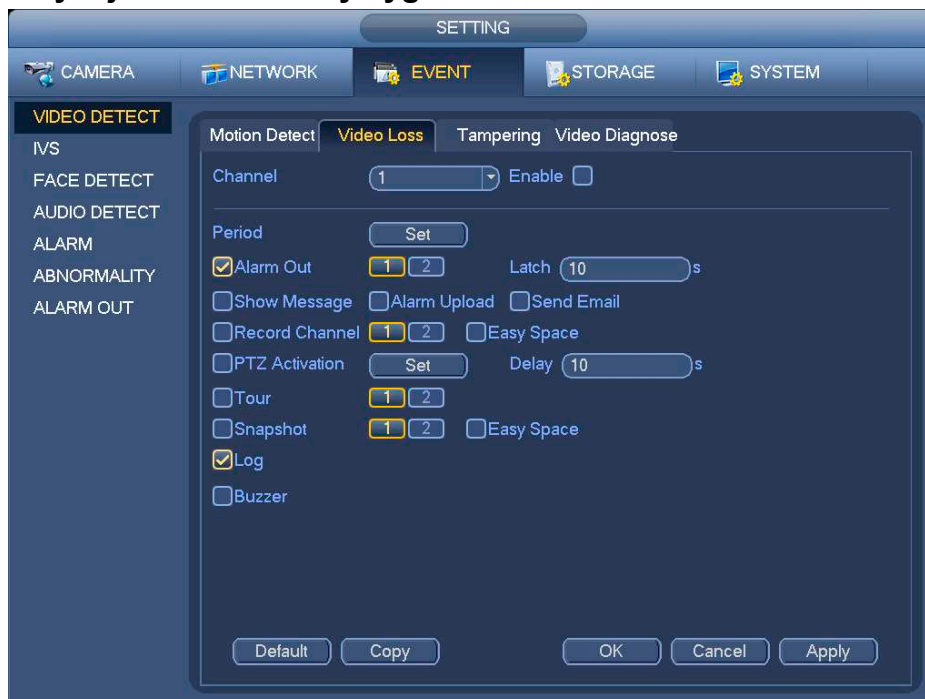 SETTING
CAMERA NETWORK EVENT STORAGE SYSTEM
VIDEO DETECT
IVS
FACE DETECT
AUDIO DETECT
ALARM
ABNORMALITY
ALARM OUT
Motion Detect Video Loss Tampering Video Diagnose
Channel 1 Enable
Period Set
Alarm Out 1 2 Latch 10 s
Show Message Alarm Upload Send Email
Record Channel 1 2 Easy Space
PTZ Activation Set Delay 10 s
Tour 1 2
Snapshot 1 2 Easy Space
Log
Buzzer
Default Copy OK Cancel Apply